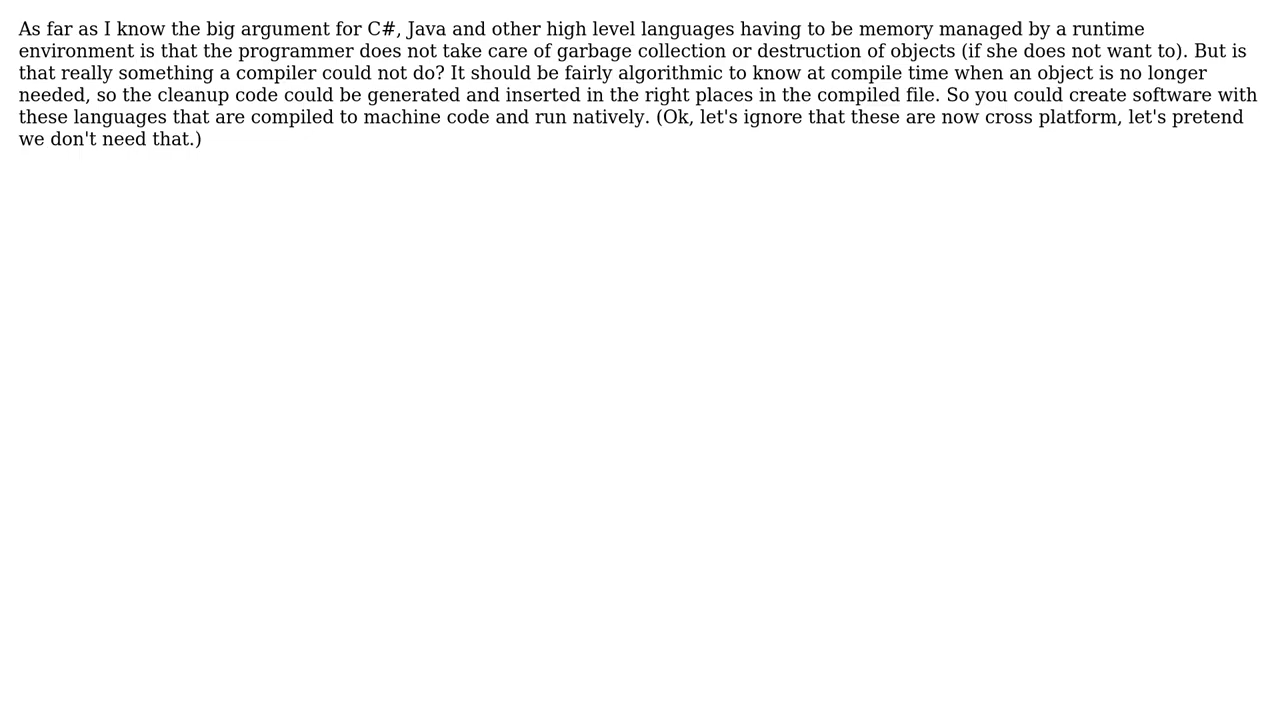 As far as I know the big argument for C#, Java and other high level languages having to be memory managed by a runtime
environment is that the programmer does not take care of garbage collection or destruction of objects (if she does not want to). But is
that really something a compiler could not do? It should be fairly algorithmic to know at compile time when an object is no longer
needed, so the cleanup code could be generated and inserted in the right places in the compiled file. So you could create software with
these languages that are compiled to machine code and run natively. (Ok, let's ignore that these are now cross platform, let's pretend
we don't need that.)